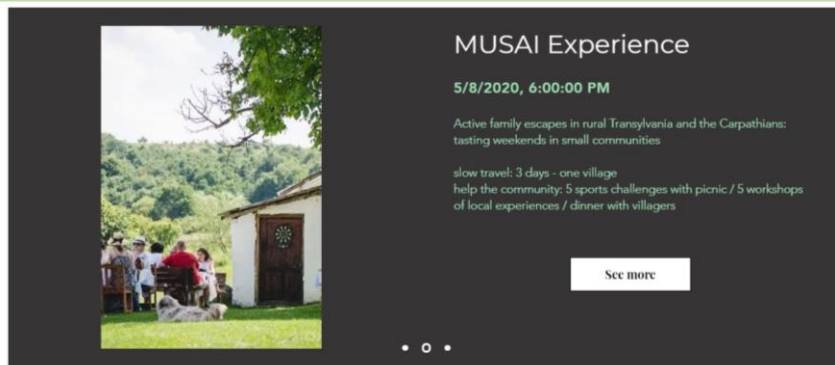 MUSAI Experience
5/8/2020, 6:00:00 PM
Active family escapes in rural Transylvania and the Carpathians:
tasting weekends in small communities
slow travel: 3 days - one village
help the community: 5 sports challenges with picnic / 5 workshops
of local experiences / dinner with villagers
See more